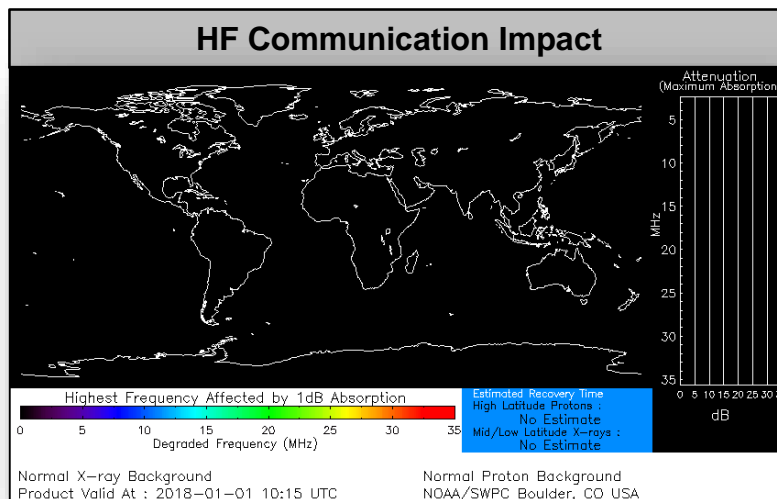 HF Communication Impact
Attenuation
(Maximum Absorption)
5
10
15
20
25
30
35
MHz
0 5 10 15 20 25 30
dB
Highest Frequency Affected by 1dB Absorption
0 5 10 15 20 25 30 35
Degraded Frequency (MHz)
Estimated Recovery Time
High Latitude Protons :
No Estimate
Mid/Low Latitude X-rays :
No Estimate
Normal X-ray Background
Product Valid At : 2018-01-01 10:15 UTC
Normal Proton Background
NOAA/SWPC Boulder, CO USA